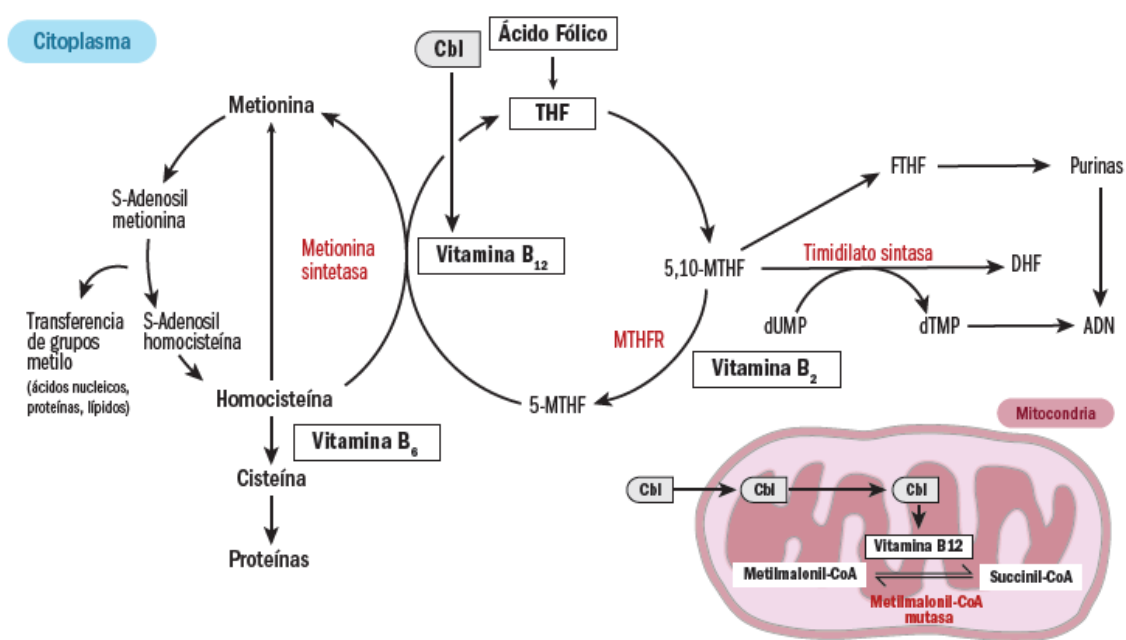 Citoplasma
Cbl
Ácido Fólico
THF
Metionina
S-Adenosil
metionina
Transferencia
de grupos
metilo
(ácidos nucleicos,
proteínas, lípidos)
S-Adenosil
homocisteína
Homocisteína
Vitamina B6
Cisteína
Proteínas
Metionina
sintetasa
Vitamina B12
5-MTHF
MTHFR
Vitamina B2
5,10-MTHF
FTHF
Purinas
Timidilato sintasa
DHF
dUMP
dTMP
ADN
Mitocondria
Cbl
Cbl
Cbl
Vitamina B12
Metilmalonil-CoA
Succinil-CoA
Metilmalonil-CoA
mutasa